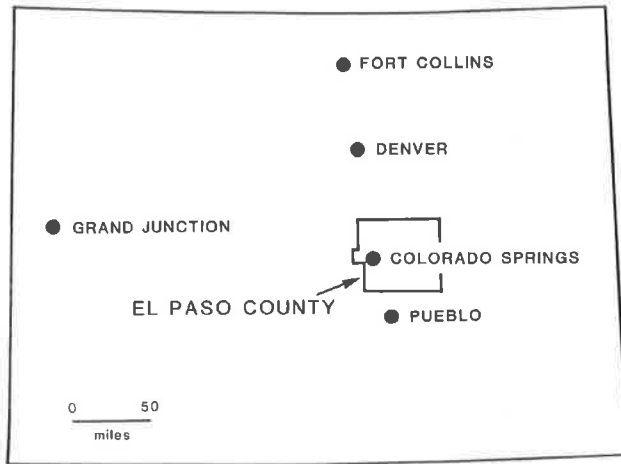 FORT COLLINS
DENVER
GRAND JUNCTION
COLORADO SPRINGS
EL PASO COUNTY
PUEBLO
0 50
miles